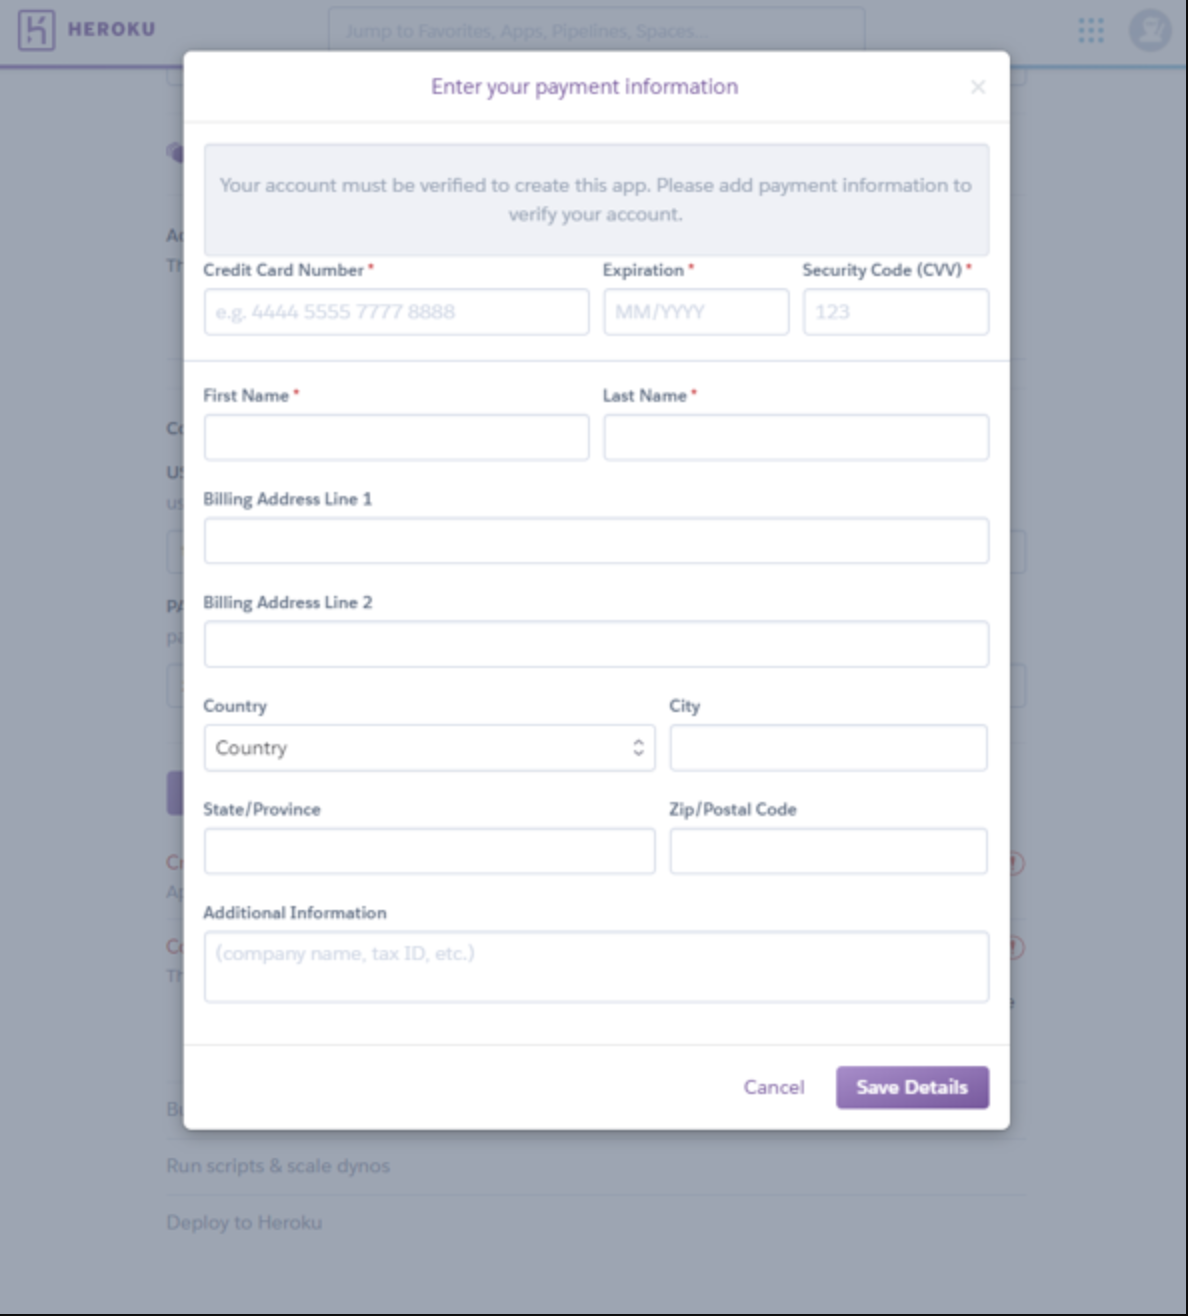 HEROKU
Jump to Favorites, Apps, Pipelines, Spaces...
Enter your payment information
×
Your account must be verified to create this app. Please add payment information to
verify your account.
Credit Card Number * Expiration * Security Code (CVV) *
e.g. 4444 5555 7777 8888 MM/YYYY 123
First Name * Last Name *
Billing Address Line 1
Billing Address Line 2
Country City
Country
State/Province Zip/Postal Code
Additional Information
(company name, tax ID, etc.)
Cancel Save Details
Run scripts & scale dynos
Deploy to Heroku